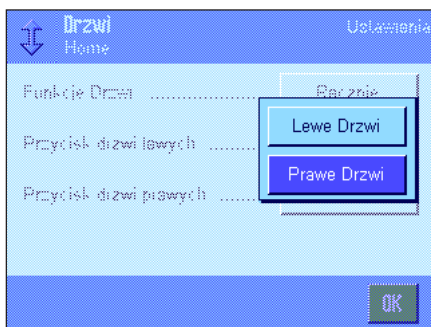 Drzwi
Ustawienia
Home
Funkcje Drzwi ................ Ręcznie
Lewe Drzwi
Przycisk drzwi lewych ......
Prawe Drzwi
Przycisk drzwi prawych .....
OK